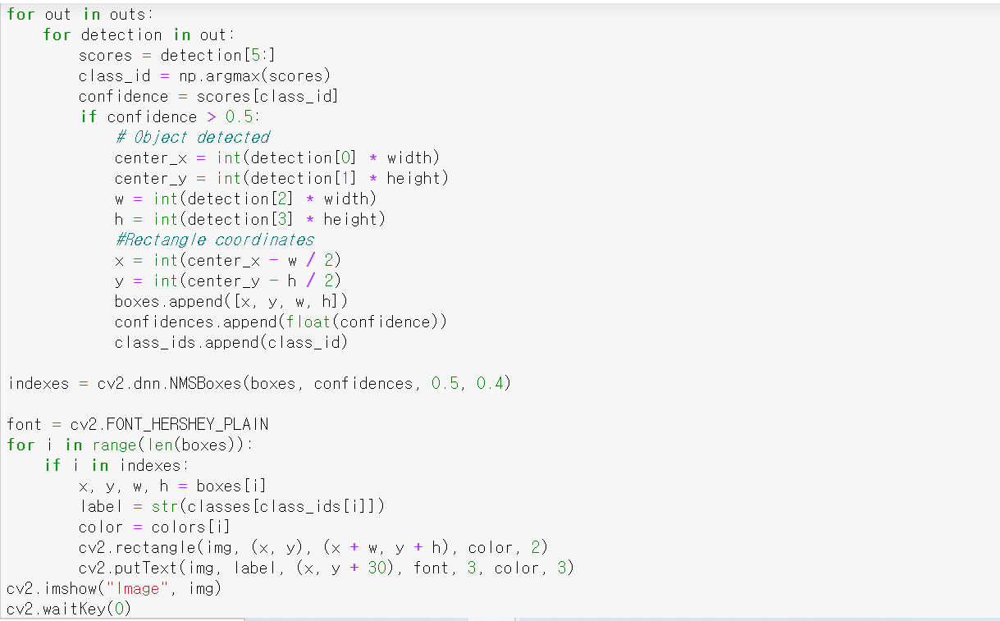 for out in outs:
    for detection in out:
        scores = detection[5:]
        class_id = np.argmax(scores)
        confidence = scores[class_id]
        if confidence > 0.5:
            # Object detected
            center_x = int(detection[0] * width)
            center_y = int(detection[1] * height)
            w = int(detection[2] * width)
            h = int(detection[3] * height)
            #Rectangle coordinates
            x = int(center_x - w / 2)
            y = int(center_y - h / 2)
            boxes.append([x, y, w, h])
            confidences.append(float(confidence))
            class_ids.append(class_id)

indexes = cv2.dnn.NMSBoxes(boxes, confidences, 0.5, 0.4)

font = cv2.FONT_HERSHEY_PLAIN
for i in range(len(boxes)):
    if i in indexes:
        x, y, w, h = boxes[i]
        label = str(classes[class_ids[i]])
        color = colors[i]
        cv2.rectangle(img, (x, y), (x + w, y + h), color, 2)
        cv2.putText(img, label, (x, y + 30), font, 3, color, 3)
cv2.imshow("Image", img)
cv2.waitKey(0)